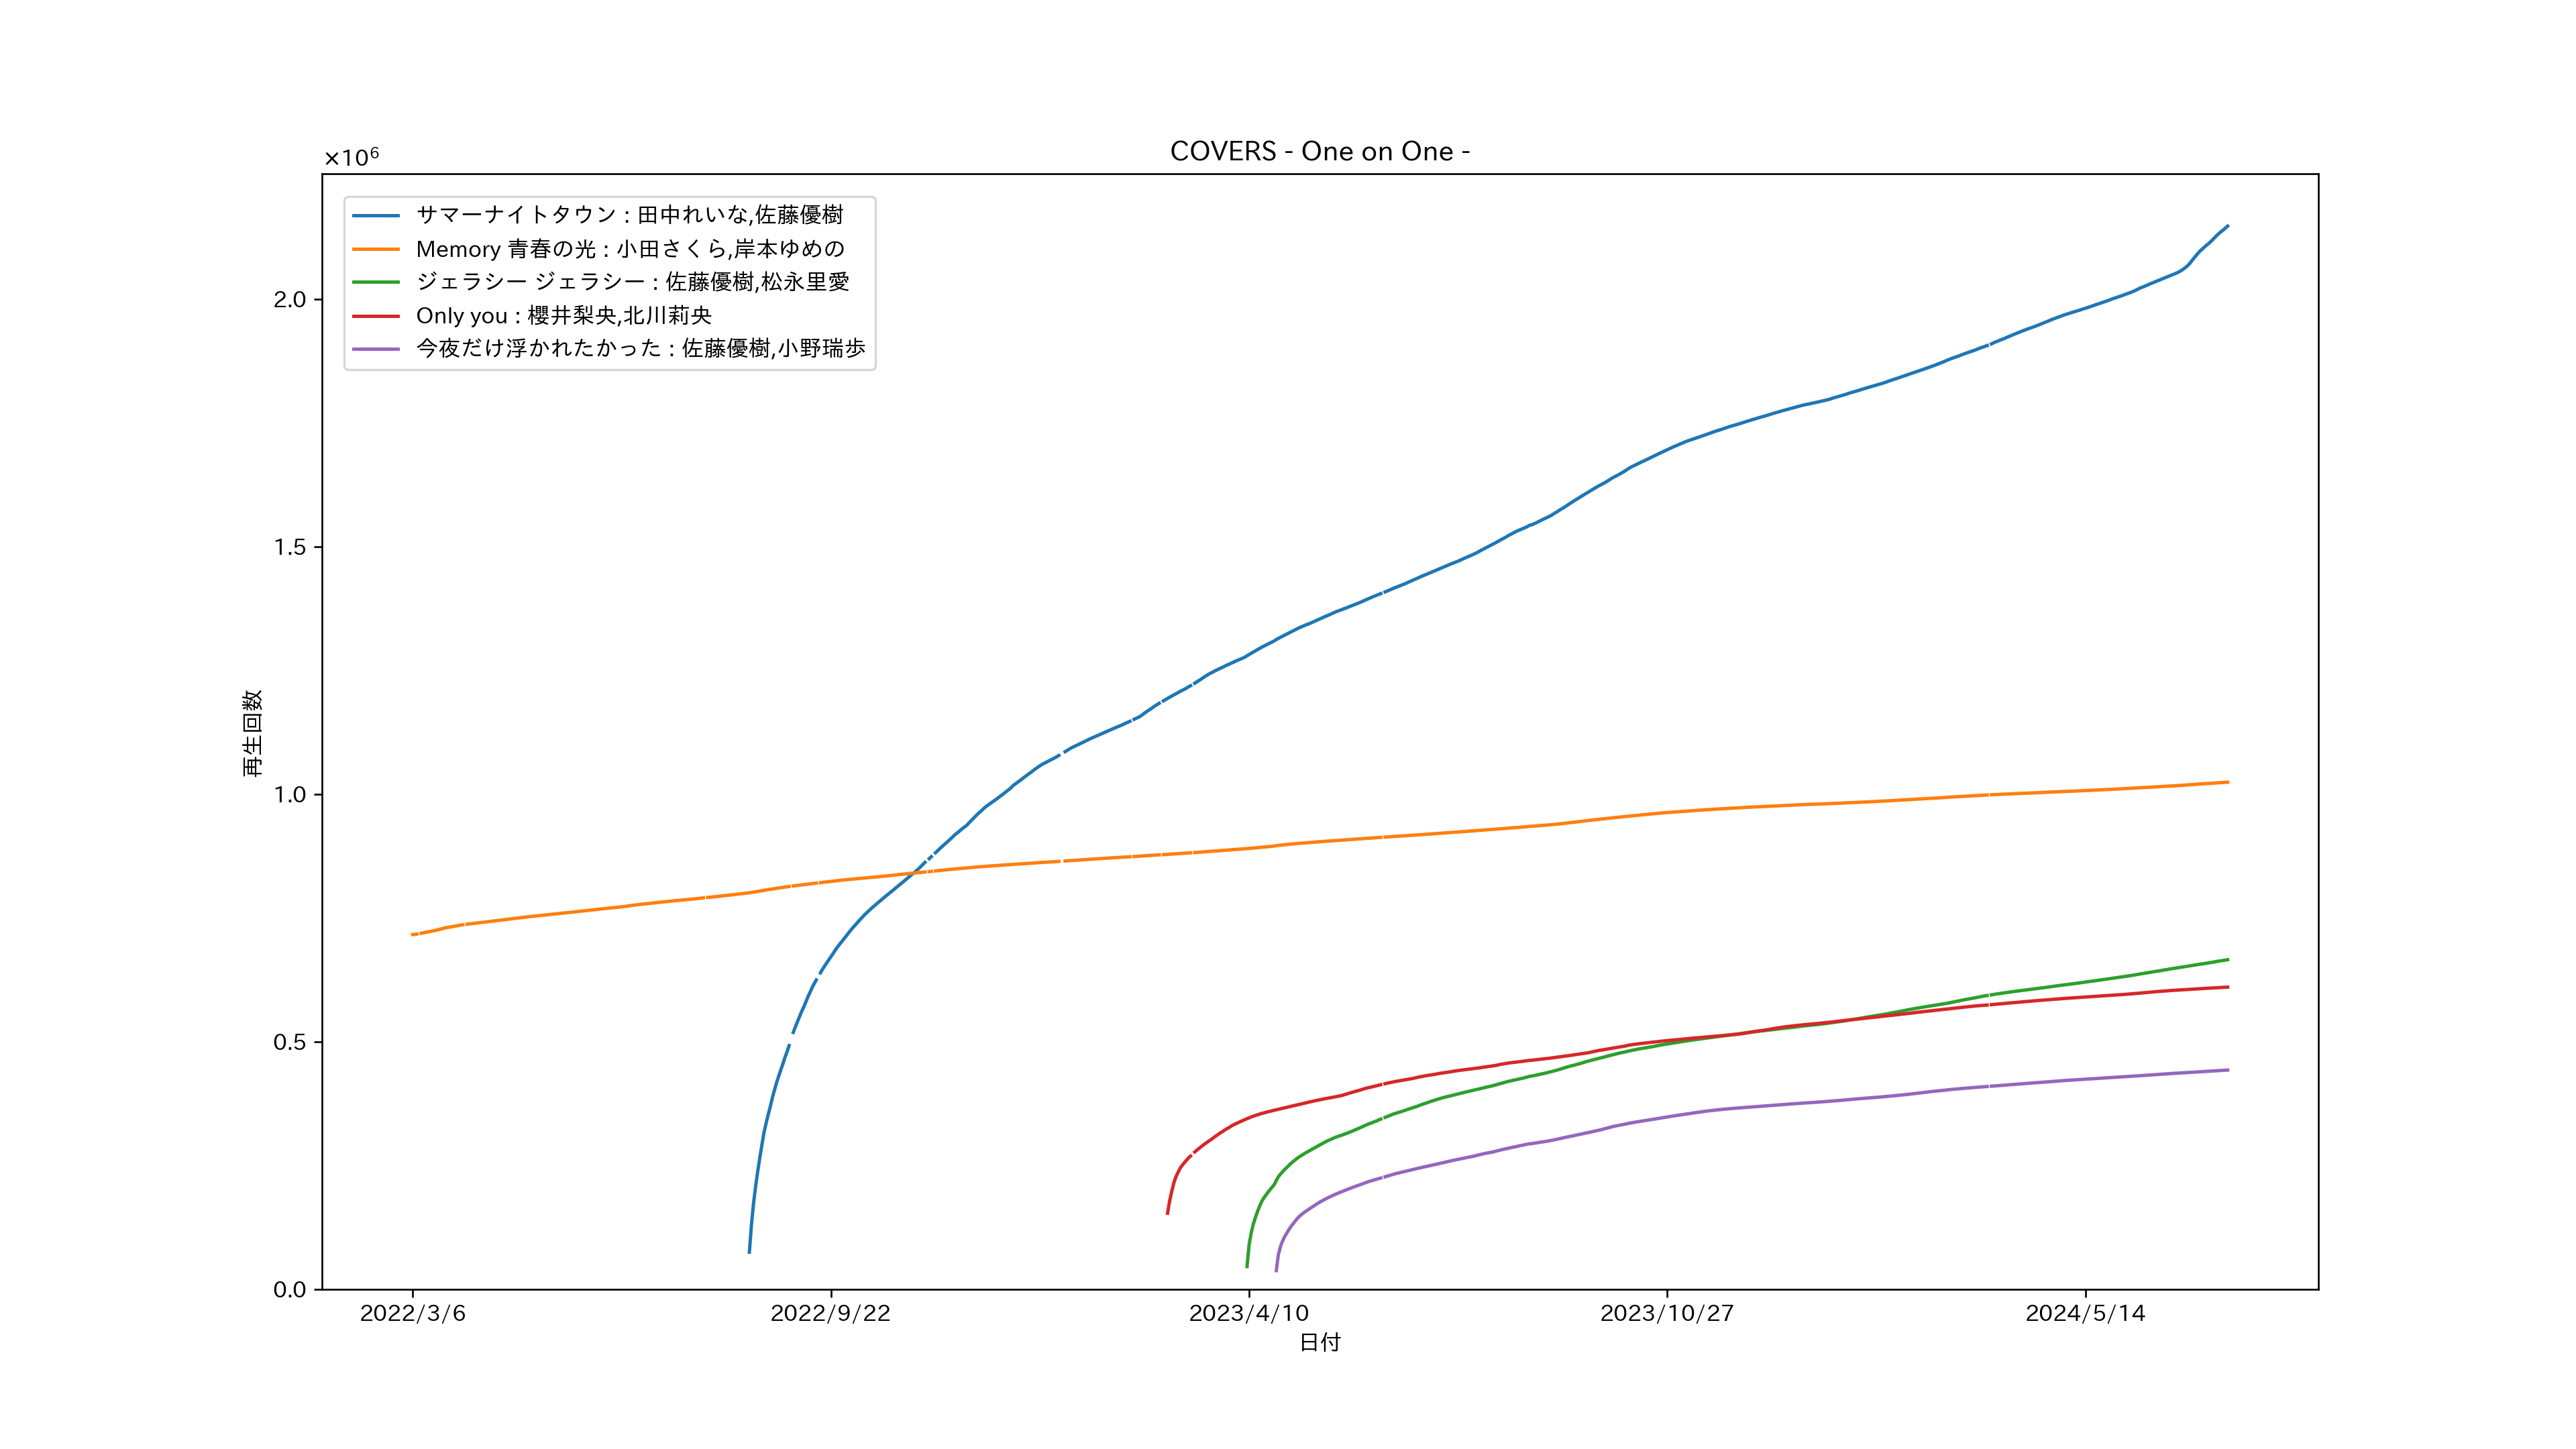 COVERS - One on One -
×10⁶
サマーナイトタウン : 田中れいな,佐藤優樹
Memory 青春の光 : 小田さくら,岸本ゆめの
ジェラシー ジェラシー : 佐藤優樹,松永里愛
Only you : 櫻井梨央,北川莉央
今夜だけ浮かれたかった : 佐藤優樹,小野瑞歩
2.0
1.5
1.0
0.5
0.0
再生回数
2022/3/6
2022/9/22
2023/4/10
2023/10/27
2024/5/14
日付